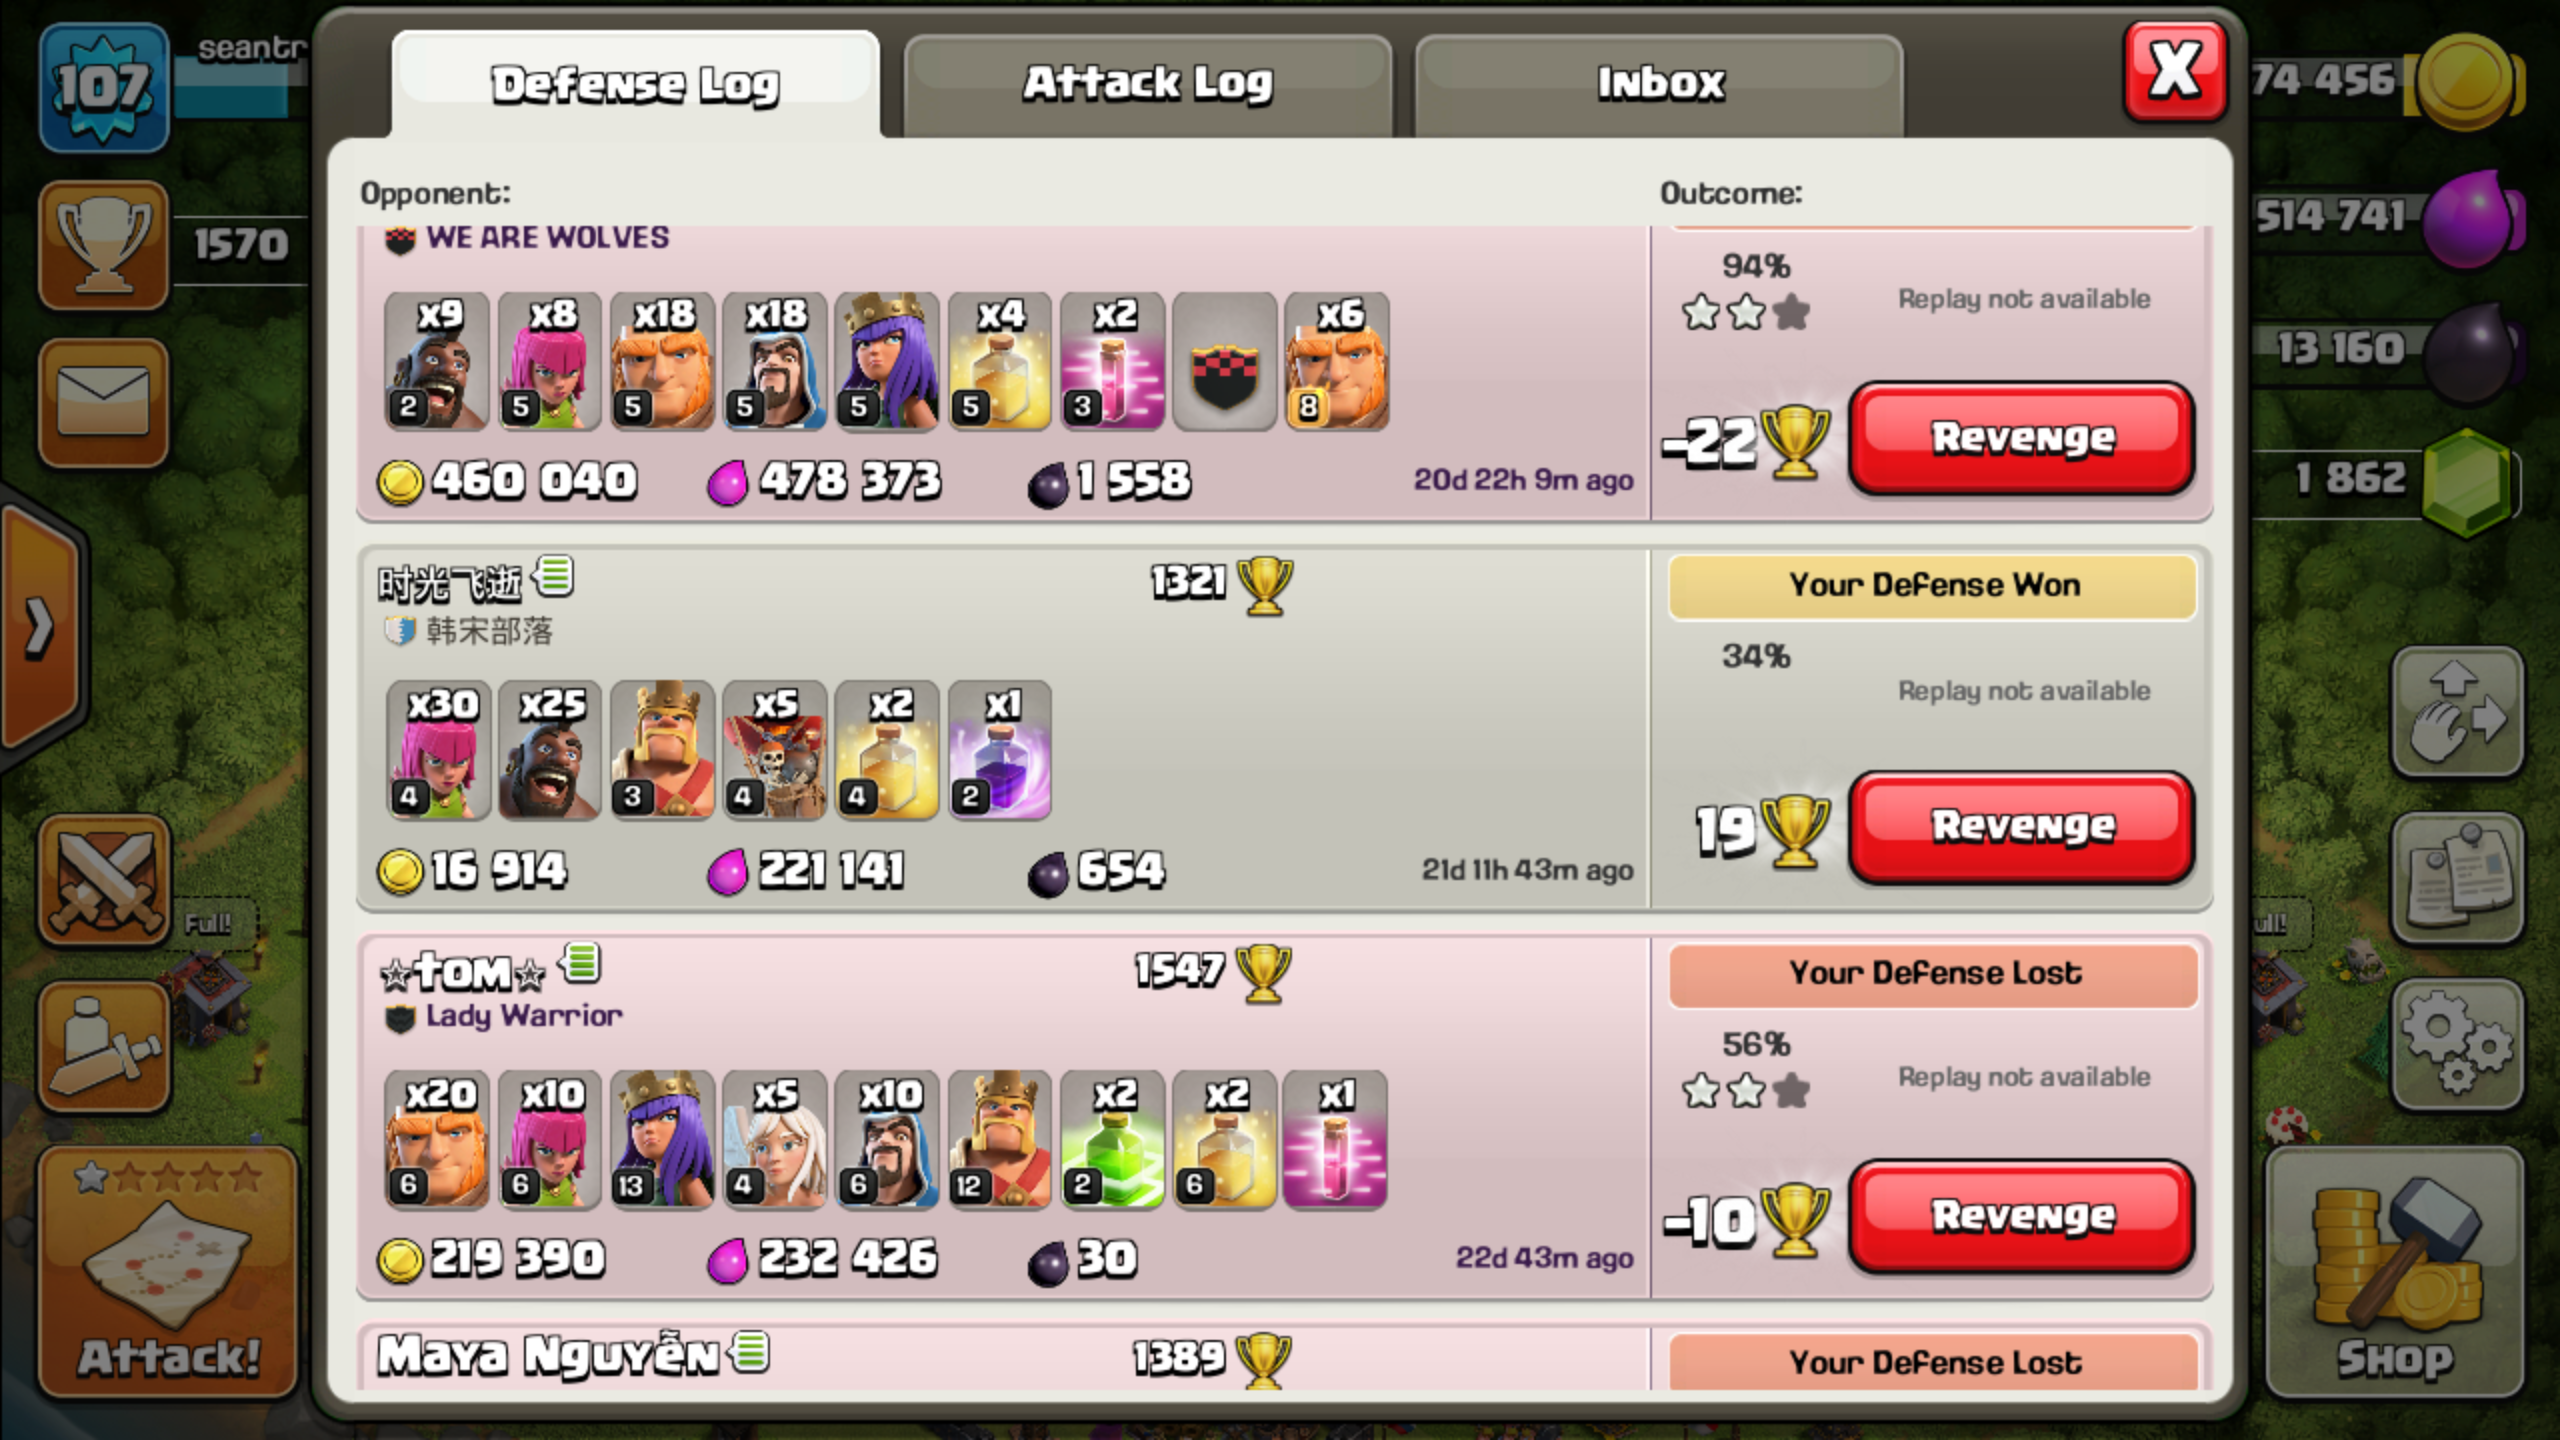 107
seantr
Defense Log
Attack Log
Inbox
X
74 456
1570
514 741
13 160
1 862
Opponent:
Outcome:
WE ARE WOLVES
94%
Replay not available
x9
x8
x18
x18
x4
x2
x6
2
5
5
5
5
5
3
8
-22
Revenge
460 040
478 373
1 558
20d 22h 9m ago
时光飞逝
1321
Your Defense Won
韩宋部落
34%
Replay not available
x30
x25
x5
x2
x1
4
3
4
4
2
19
Revenge
16 914
221 141
654
21d 11h 43m ago
Full!
ull!
☆tom☆
1547
Your Defense Lost
Lady Warrior
56%
Replay not available
x20
x10
x5
x10
x2
x2
x1
6
6
13
4
6
12
2
6
-10
Revenge
219 390
232 426
30
22d 43m ago
Maya Nguyễn
1389
Your Defense Lost
Attack!
Shop